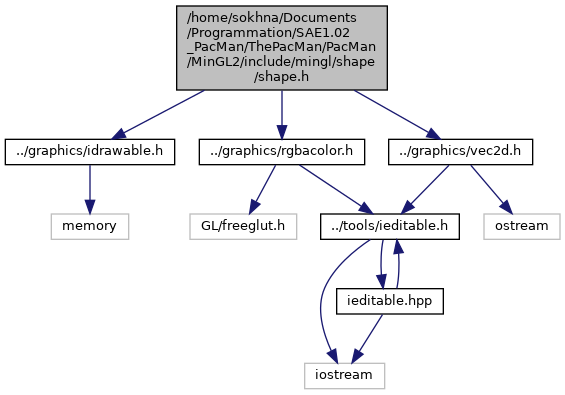 /home/sokhna/Documents
/Programmation/SAE1.02
_PacMan/ThePacMan/PacMan
/MinGL2/include/mingl/shape
/shape.h
../graphics/idrawable.h
../graphics/rgbacolor.h
../graphics/vec2d.h
memory
GL/freeglut.h
../tools/ieditable.h
ostream
ieditable.hpp
iostream